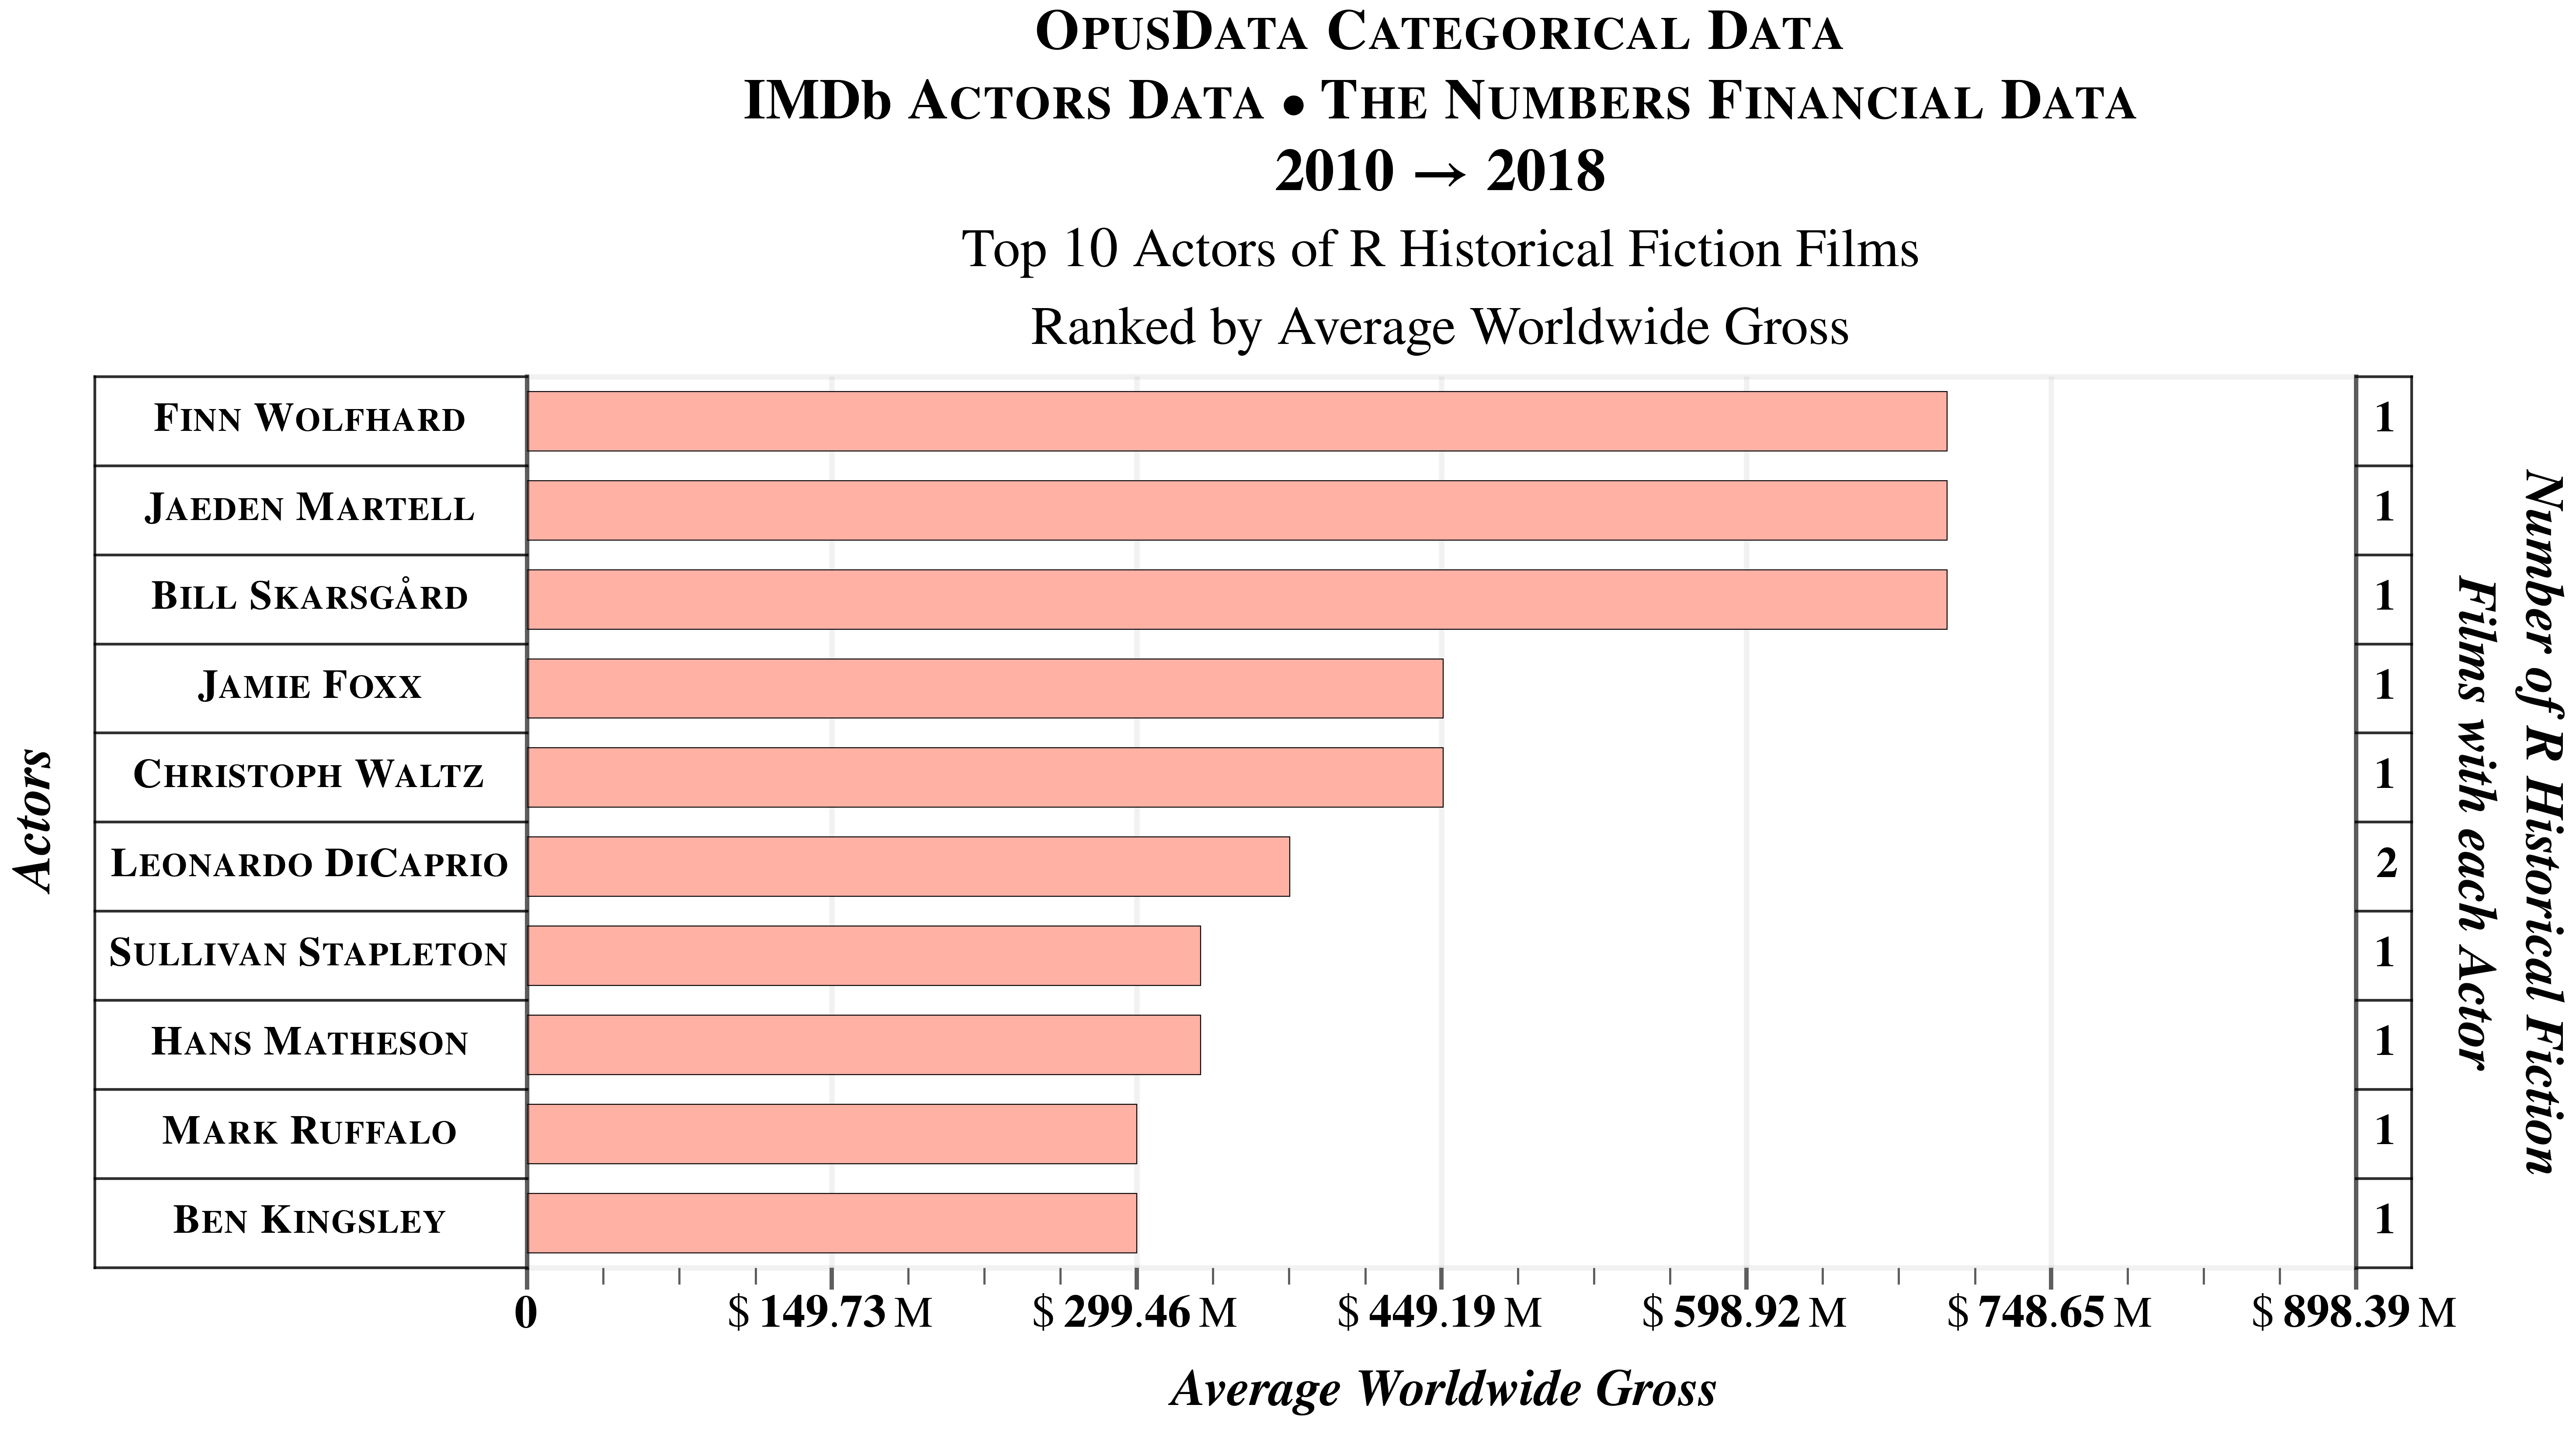 OPUSDATA CATEGORICAL DATA
IMDb ACTORS DATA • THE NUMBERS FINANCIAL DATA
2010 → 2018
Top 10 Actors of R Historical Fiction Films
Ranked by Average Worldwide Gross
Actors
FINN WOLFHARD 1
JAEDEN MARTELL 1
BILL SKARSGÅRD 1
JAMIE FOXX 1
CHRISTOPH WALTZ 1
LEONARDO DICAPRIO 2
SULLIVAN STAPLETON 1
HANS MATHESON 1
MARK RUFFALO 1
BEN KINGSLEY 1
Number of R Historical Fiction
Films with each Actor
0 $ 149.73 M $ 299.46 M $ 449.19 M $ 598.92 M $ 748.65 M $ 898.39 M
Average Worldwide Gross